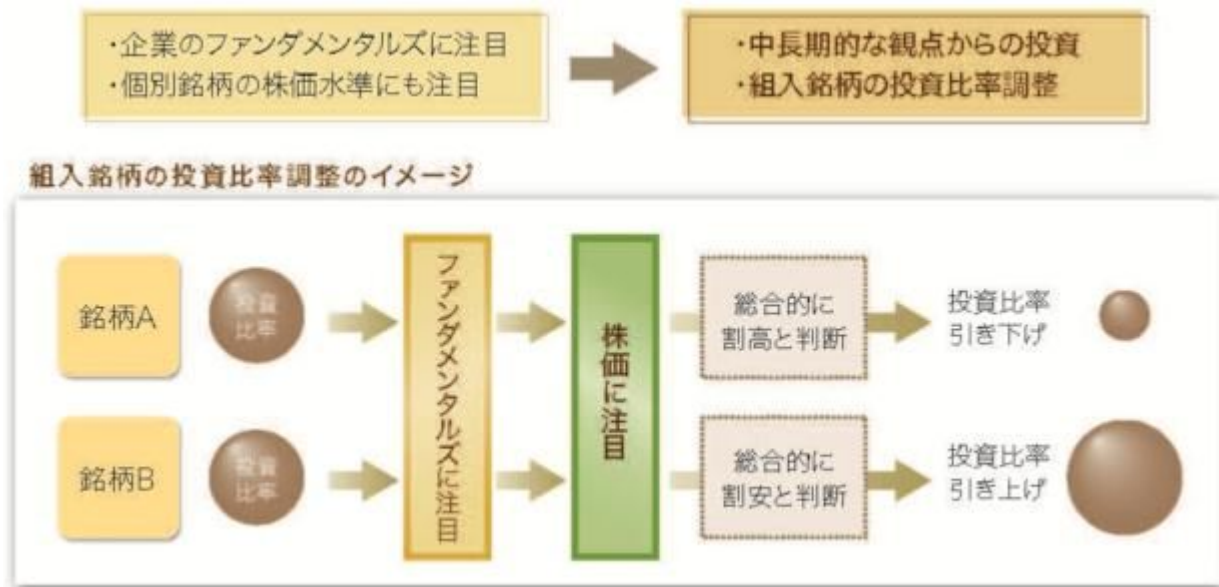 ・企業のファンダメンタルズに注目
・個別銘柄の株価水準にも注目
・中長期的な観点からの投資
・組入銘柄の投資比率調整
組入銘柄の投資比率調整のイメージ
銘柄A
投資
比率
ファンダメンタルズに注目
株価に注目
総合的に
割高と判断
投資比率
引き下げ
銘柄B
投資
比率
総合的に
割安と判断
投資比率
引き上げ